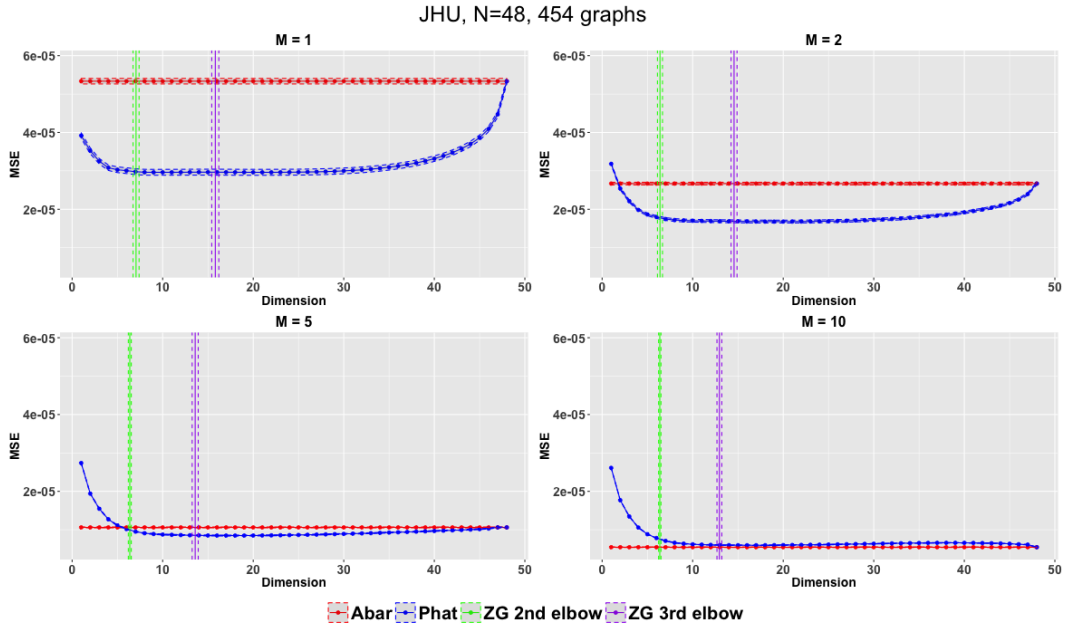 JHU, N=48, 454 graphs
M = 1
M = 2
6e-05
4e-05
2e-05
MSE
0 10 20 30 40 50
Dimension
6e-05
4e-05
2e-05
MSE
0 10 20 30 40 50
Dimension
M = 5
M = 10
6e-05
4e-05
2e-05
MSE
0 10 20 30 40 50
Dimension
6e-05
4e-05
2e-05
MSE
0 10 20 30 40 50
Dimension
Abar Phat ZG 2nd elbow ZG 3rd elbow